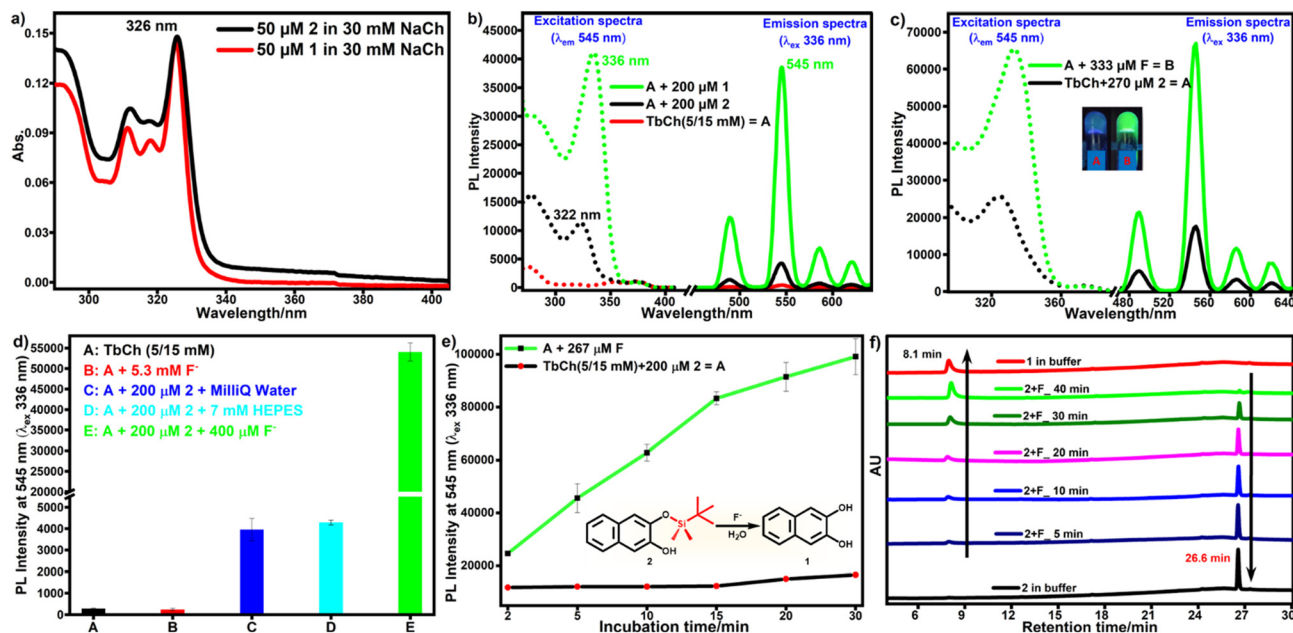 a)
326 nm
50 µM 2 in 30 mM NaCh
50 µM 1 in 30 mM NaCh
0.15
0.12
0.09
0.06
0.03
0.00
Abs.
300 320 340 360 380 400
Wavelength/nm
b)
Excitation spectra
(λem 545 nm)
Emission spectra
(λex 336 nm)
336 nm
545 nm
A + 200 µM 1
A + 200 µM 2
TbCh(5/15 mM) = A
322 nm
45000
40000
35000
30000
25000
20000
15000
10000
5000
0
PL Intensity
300 350 400 500 550 600
Wavelength/nm
c)
Excitation spectra
(λem 545 nm)
Emission spectra
(λex 336 nm)
A + 333 µM F = B
TbCh+270 µM 2 = A
A B
70000
60000
50000
40000
30000
20000
10000
0
PL Intensity
320 360 480 520 560 600 640
Wavelength/nm
d)
A: TbCh (5/15 mM)
B: A + 5.3 mM F-
C: A + 200 µM 2 + MilliQ Water
D: A + 200 µM 2 + 7 mM HEPES
E: A + 200 µM 2 + 400 µM F-
55000
50000
45000
40000
35000
30000
25000
20000
6000
5000
4000
3000
2000
1000
0
PL Intensity at 545 nm (λex 336 nm)
A B C D E
e)
A + 267 µM F
TbCh(5/15 mM)+200 µM 2 = A
100000
80000
60000
40000
20000
PL Intensity at 545 nm (λex 336 nm)
O
Si
OH
2
F-
H2O
OH
OH
1
2 5 10 15 20 30
Incubation time/min
f)
8.1 min
1 in buffer
2+F_ 40 min
2+F_ 30 min
2+F_ 20 min
2+F_ 10 min
2+F_ 5 min
26.6 min
2 in buffer
AU
6 9 12 15 18 21 24 27 30
Retention time/min